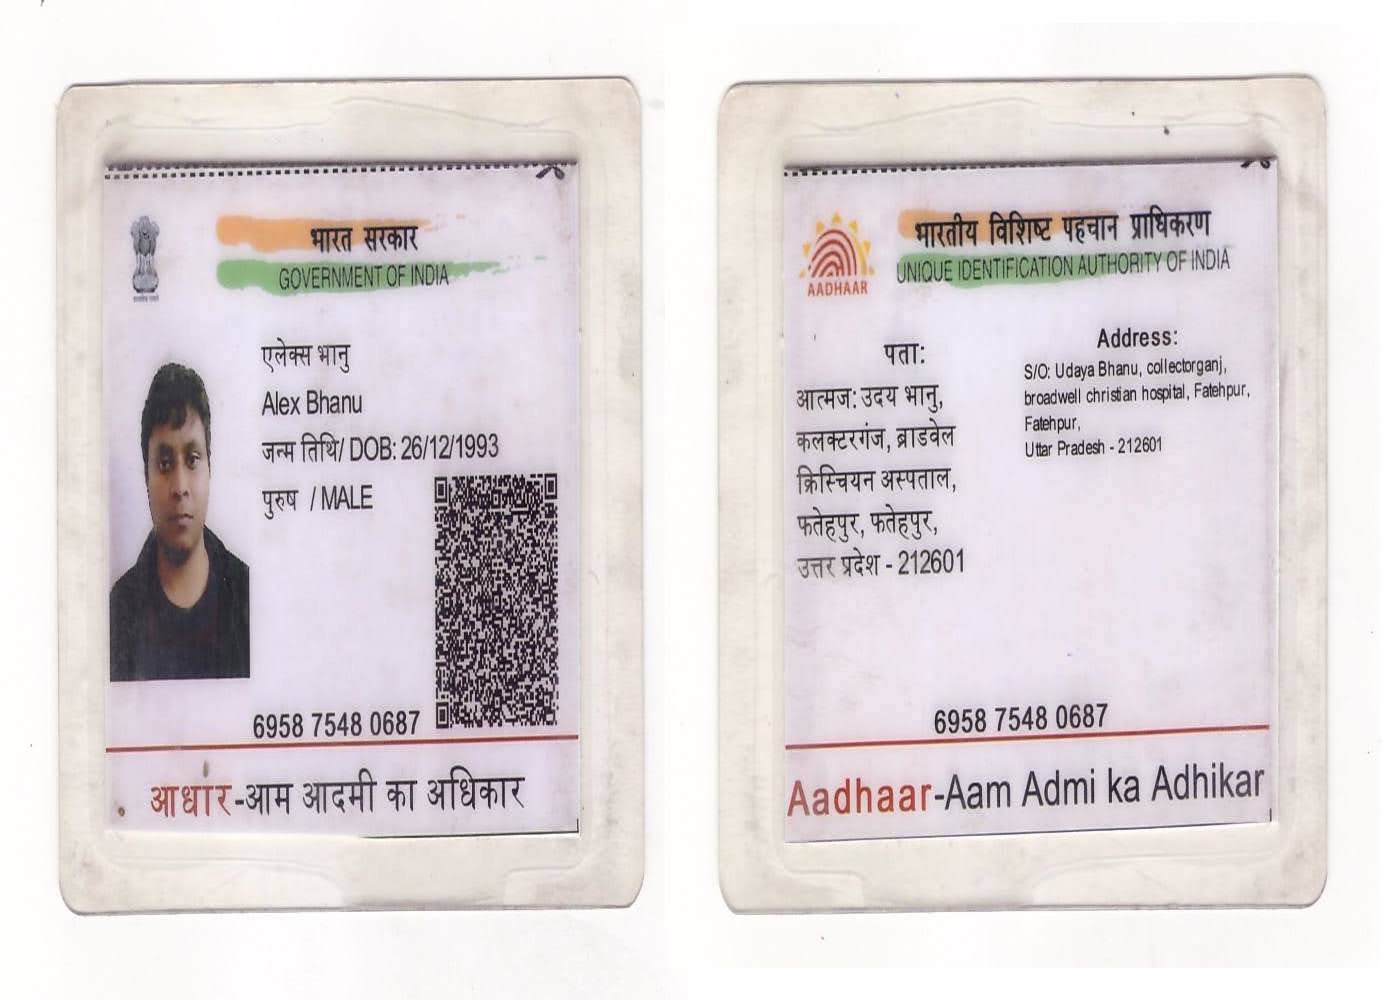 भारत सरकार
GOVERNMENT OF INDIA
एलेक्स भानु
Alex Bhanu
जन्म तिथि/ DOB: 26/12/1993
पुरुष / MALE
6958 7548 0687
आधार-आम आदमी का अधिकार
भारतीय विशिष्ट पहचान प्राधिकरण
UNIQUE IDENTIFICATION AUTHORITY OF INDIA
AADHAAR
पता:
आत्मज: उदय भानु,
कलक्टरगंज, ब्राडवेल
क्रिस्चियन अस्पताल,
फतेहपुर, फतेहपुर,
उत्तर प्रदेश - 212601
Address:
S/O: Udaya Bhanu, collectorganj,
broadwell christian hospital, Fatehpur,
Fatehpur,
Uttar Pradesh - 212601
6958 7548 0687
Aadhaar-Aam Admi ka Adhikar